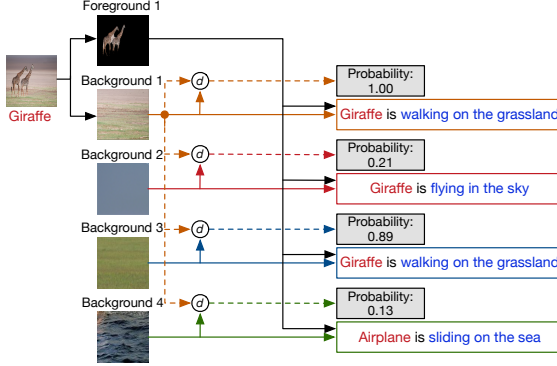 Foreground 1
Giraffe
Background 1
d
Probability:
1.00
Giraffe is walking on the grassland
Background 2
d
Probability:
0.21
Giraffe is flying in the sky
Background 3
d
Probability:
0.89
Giraffe is walking on the grassland
Background 4
d
Probability:
0.13
Airplane is sliding on the sea